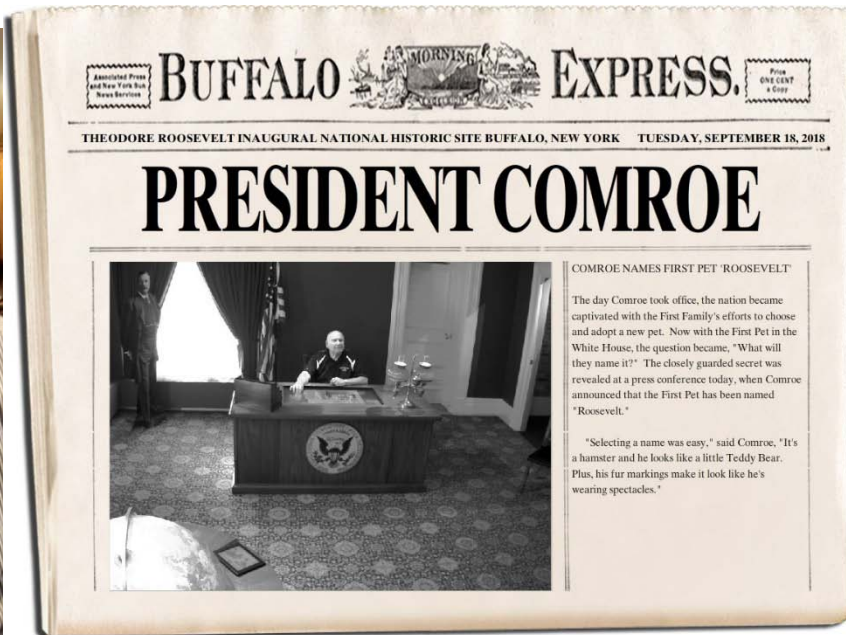 Associated Press
and New York Sun
News Services
BUFFALO
MORNING
EXPRESS.
Price
ONE CENT
a Copy
THEODORE ROOSEVELT INAUGURAL NATIONAL HISTORIC SITE BUFFALO, NEW YORK TUESDAY, SEPTEMBER 18, 2018
PRESIDENT COMROE
COMROE NAMES FIRST PET 'ROOSEVELT'
The day Comroe took office, the nation became
captivated with the First Family's efforts to choose
and adopt a new pet. Now with the First Pet in the
White House, the question became, "What will
they name it?" The closely guarded secret was
revealed at a press conference today, when Comroe
announced that the First Pet has been named
"Roosevelt."
"Selecting a name was easy," said Comroe, "It's
a hamster and he looks like a little Teddy Bear.
Plus, his fur markings make it look like he's
wearing spectacles."